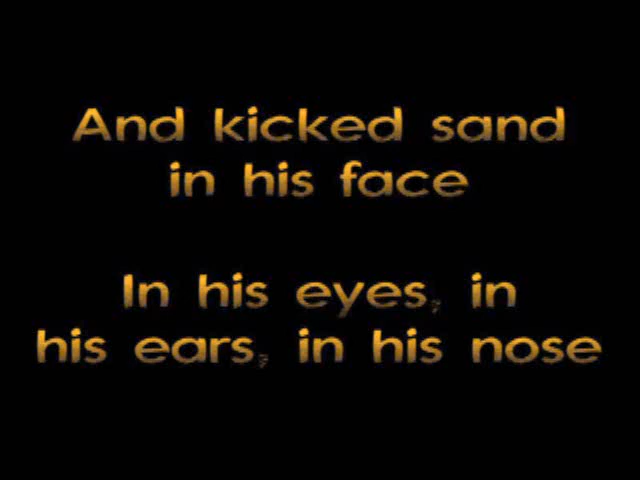 And kicked sand
in his face
In his eyes, in
his ears, in his nose